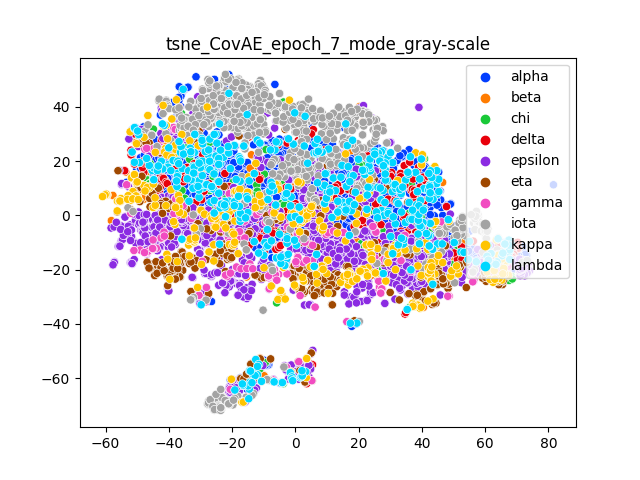 tsne_CovAE_epoch_7_mode_gray-scale
alpha
beta
chi
delta
epsilon
eta
gamma
iota
kappa
lambda
40
20
0
−20
−40
−60
−60
−40
−20
0
20
40
60
80